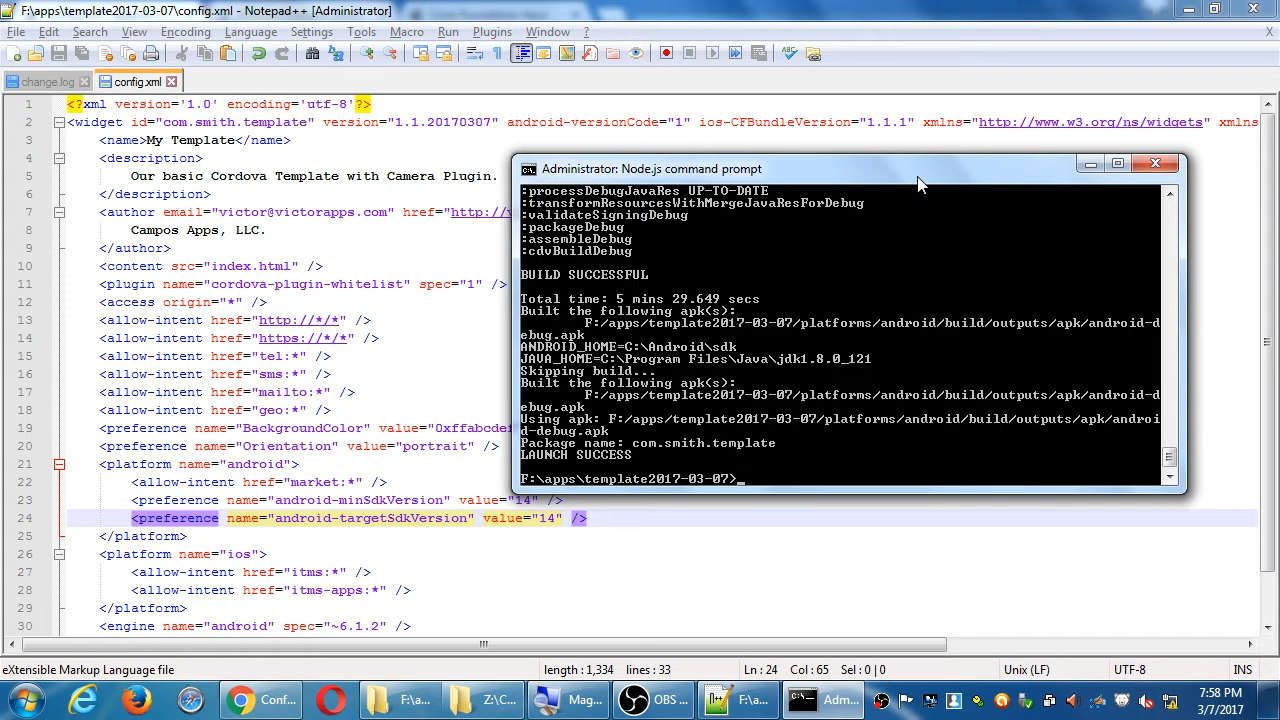 F:\apps\template2017-03-07\config.xml - Notepad++ [Administrator]
File Edit Search View Encoding Language Settings Tools Macro Run Plugins Window ? X
change.log config.xml
1 <?xml version='1.0' encoding='utf-8'?>
2 <widget id="com.smith.template" version="1.1.20170307" android-versionCode="1" ios-CFBundleVersion="1.1.1" xmlns="http://www.w3.org/ns/widgets" xmlns
3 <name>My Template</name>
4 <description>
5 Our basic Cordova Template with Camera Plugin.
6 </description>
7 <author email="victor@victorapps.com" href="http://v
8 Campos Apps, LLC.
9 </author>
10 <content src="index.html" />
11 <plugin name="cordova-plugin-whitelist" spec="1" />
12 <access origin="*" />
13 <allow-intent href="http://*/*" />
14 <allow-intent href="https://*/*" />
15 <allow-intent href="tel:*" />
16 <allow-intent href="sms:*" />
17 <allow-intent href="mailto:*" />
18 <allow-intent href="geo:*" />
19 <preference name="BackgroundColor" value="0xffabcdef
20 <preference name="Orientation" value="portrait" />
21 <platform name="android">
22 <allow-intent href="market:*" />
23 <preference name="android-minSdkVersion" value="14" />
24 <preference name="android-targetSdkVersion" value="14" />
25 </platform>
26 <platform name="ios">
27 <allow-intent href="itms:*" />
28 <allow-intent href="itms-apps:*" />
29 </platform>
30 <engine name="android" spec="~6.1.2" />
Administrator: Node.js command prompt
:processDebugJavaRes UP-TO-DATE
:transformResourcesWithMergeJavaResForDebug
:validateSigningDebug
:packageDebug
:assembleDebug
:cdvBuildDebug
BUILD SUCCESSFUL
Total time: 5 mins 29.649 secs
Built the following apk(s):
F:/apps/template2017-03-07/platforms/android/build/outputs/apk/android-d
ebug.apk
ANDROID_HOME=C:\Android\sdk
JAVA_HOME=C:\Program Files\Java\jdk1.8.0_121
Skipping build...
Built the following apk(s):
F:/apps/template2017-03-07/platforms/android/build/outputs/apk/android-d
ebug.apk
Using apk: F:/apps/template2017-03-07/platforms/android/build/outputs/apk/androi
d-debug.apk
Package name: com.smith.template
LAUNCH SUCCESS
F:\apps\template2017-03-07>_
eXtensible Markup Language file length : 1,334 lines : 33 Ln : 24 Col : 65 Sel : 0 | 0 Unix (LF) UTF-8 INS
Conf... F:\a... Z:\C... Mag... OBS ... F:\a... Adm... 7:58 PM
3/7/2017